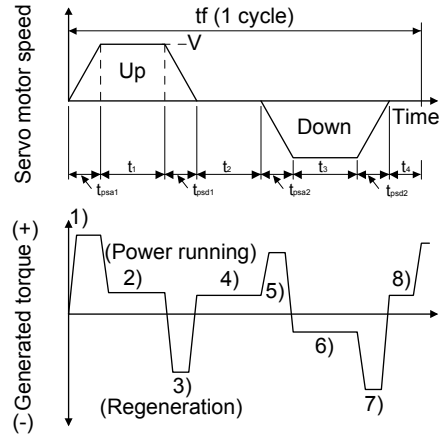 tf (1 cycle)
V
Up
Servo motor speed
Time
Down
t₁
t₂
t₃
t₄
tpsa1
tpsd1
tpsa2
tpsd2
1)
(Power running)
2)
4)
8)
5)
6)
3)
7)
(Regeneration)
(-) Generated torque (+)